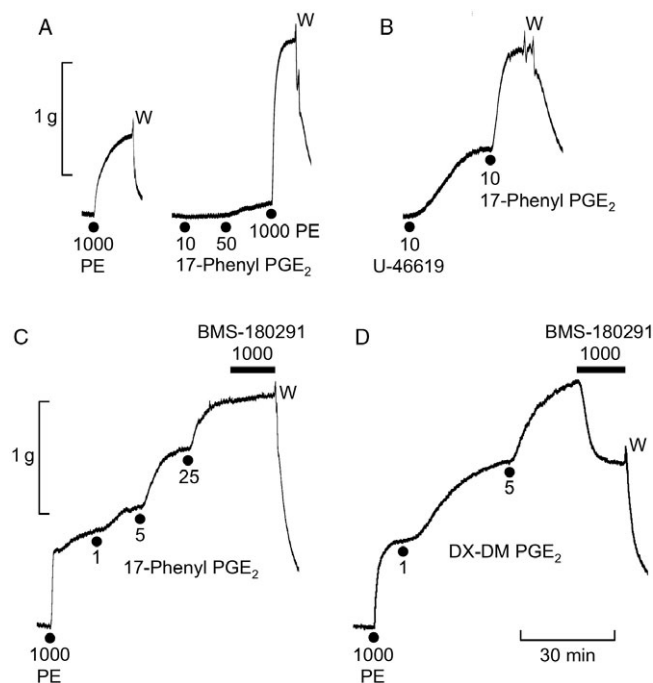 A
1 g
W
W
1000
PE
10
50
1000 PE
17-Phenyl PGE₂
B
W
10
17-Phenyl PGE₂
10
U-46619
C
BMS-180291
1000
1 g
W
25
5
1
17-Phenyl PGE₂
1000
PE
D
BMS-180291
1000
W
5
1
DX-DM PGE₂
1000
PE
30 min